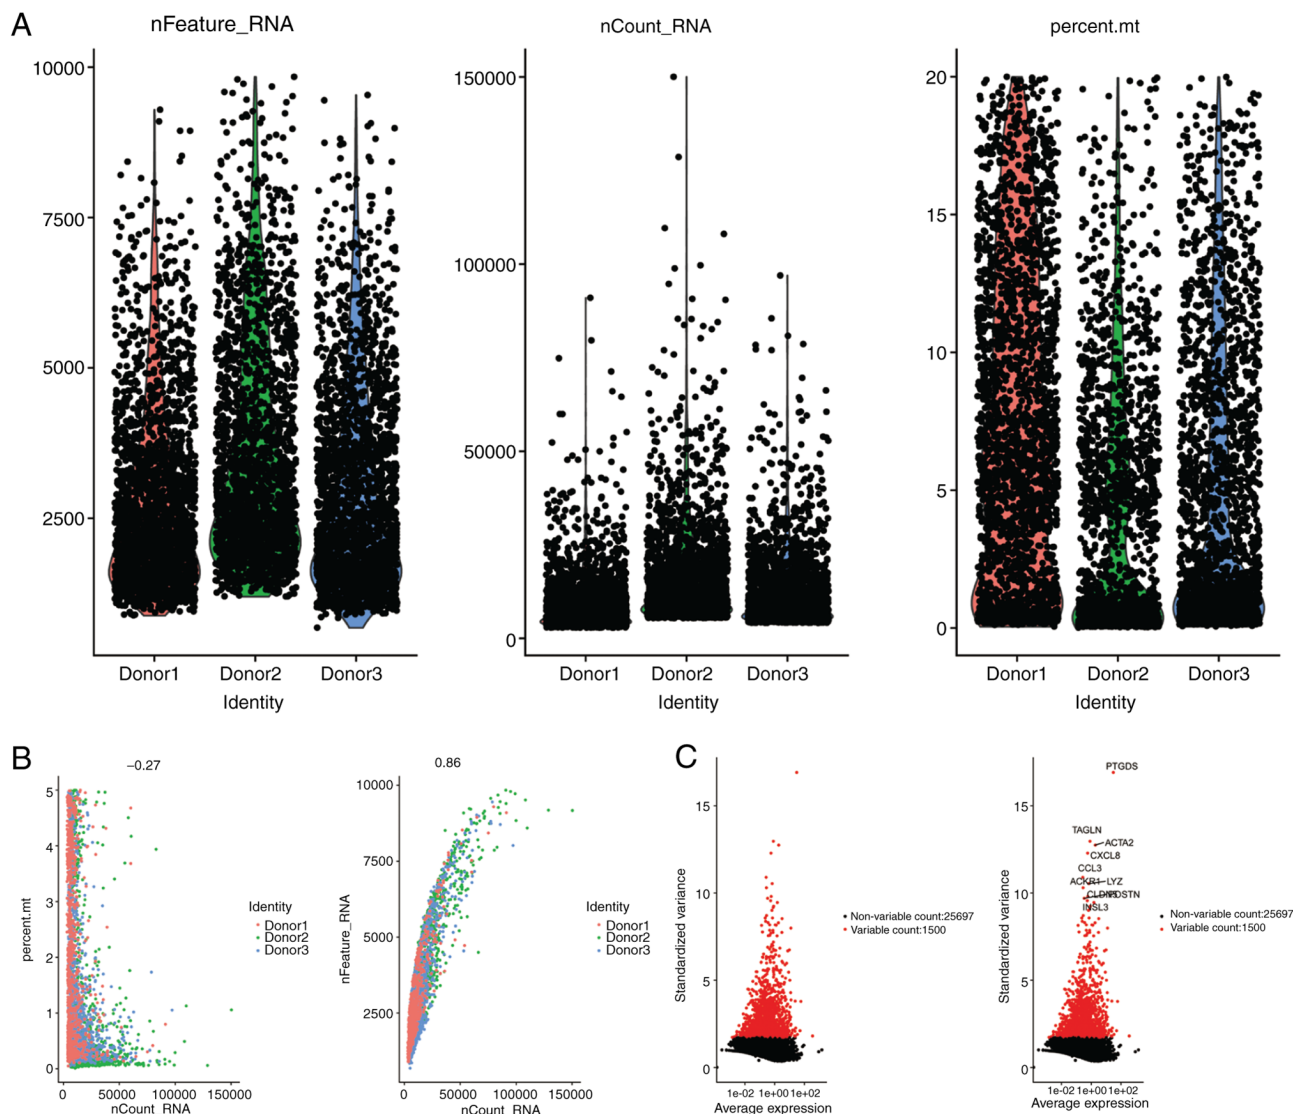 A
nFeature_RNA
nCount_RNA
percent.mt
10000
7500
5000
2500
150000
100000
50000
0
20
15
10
5
0
Donor1 Donor2 Donor3
Identity
Donor1 Donor2 Donor3
Identity
Donor1 Donor2 Donor3
Identity
B
−0.27
percent.mt
5
4
3
2
1
0
0 50000 100000 150000
nCount_RNA
Identity
Donor1
Donor2
Donor3
0.86
nFeature_RNA
10000
7500
5000
2500
0 50000 100000 150000
nCount_RNA
Identity
Donor1
Donor2
Donor3
C
Standardized variance
15
10
5
0
1e-02 1e+00 1e+02
Average expression
Non-variable count:25697
Variable count:1500
Standardized variance
15
10
5
0
PTGDS
TAGLN
ACTA2
CXCL8
CCL3
ACKR1 LYZ
INSL3
1e-02 1e+00 1e+02
Average expression
Non-variable count:25697
Variable count:1500